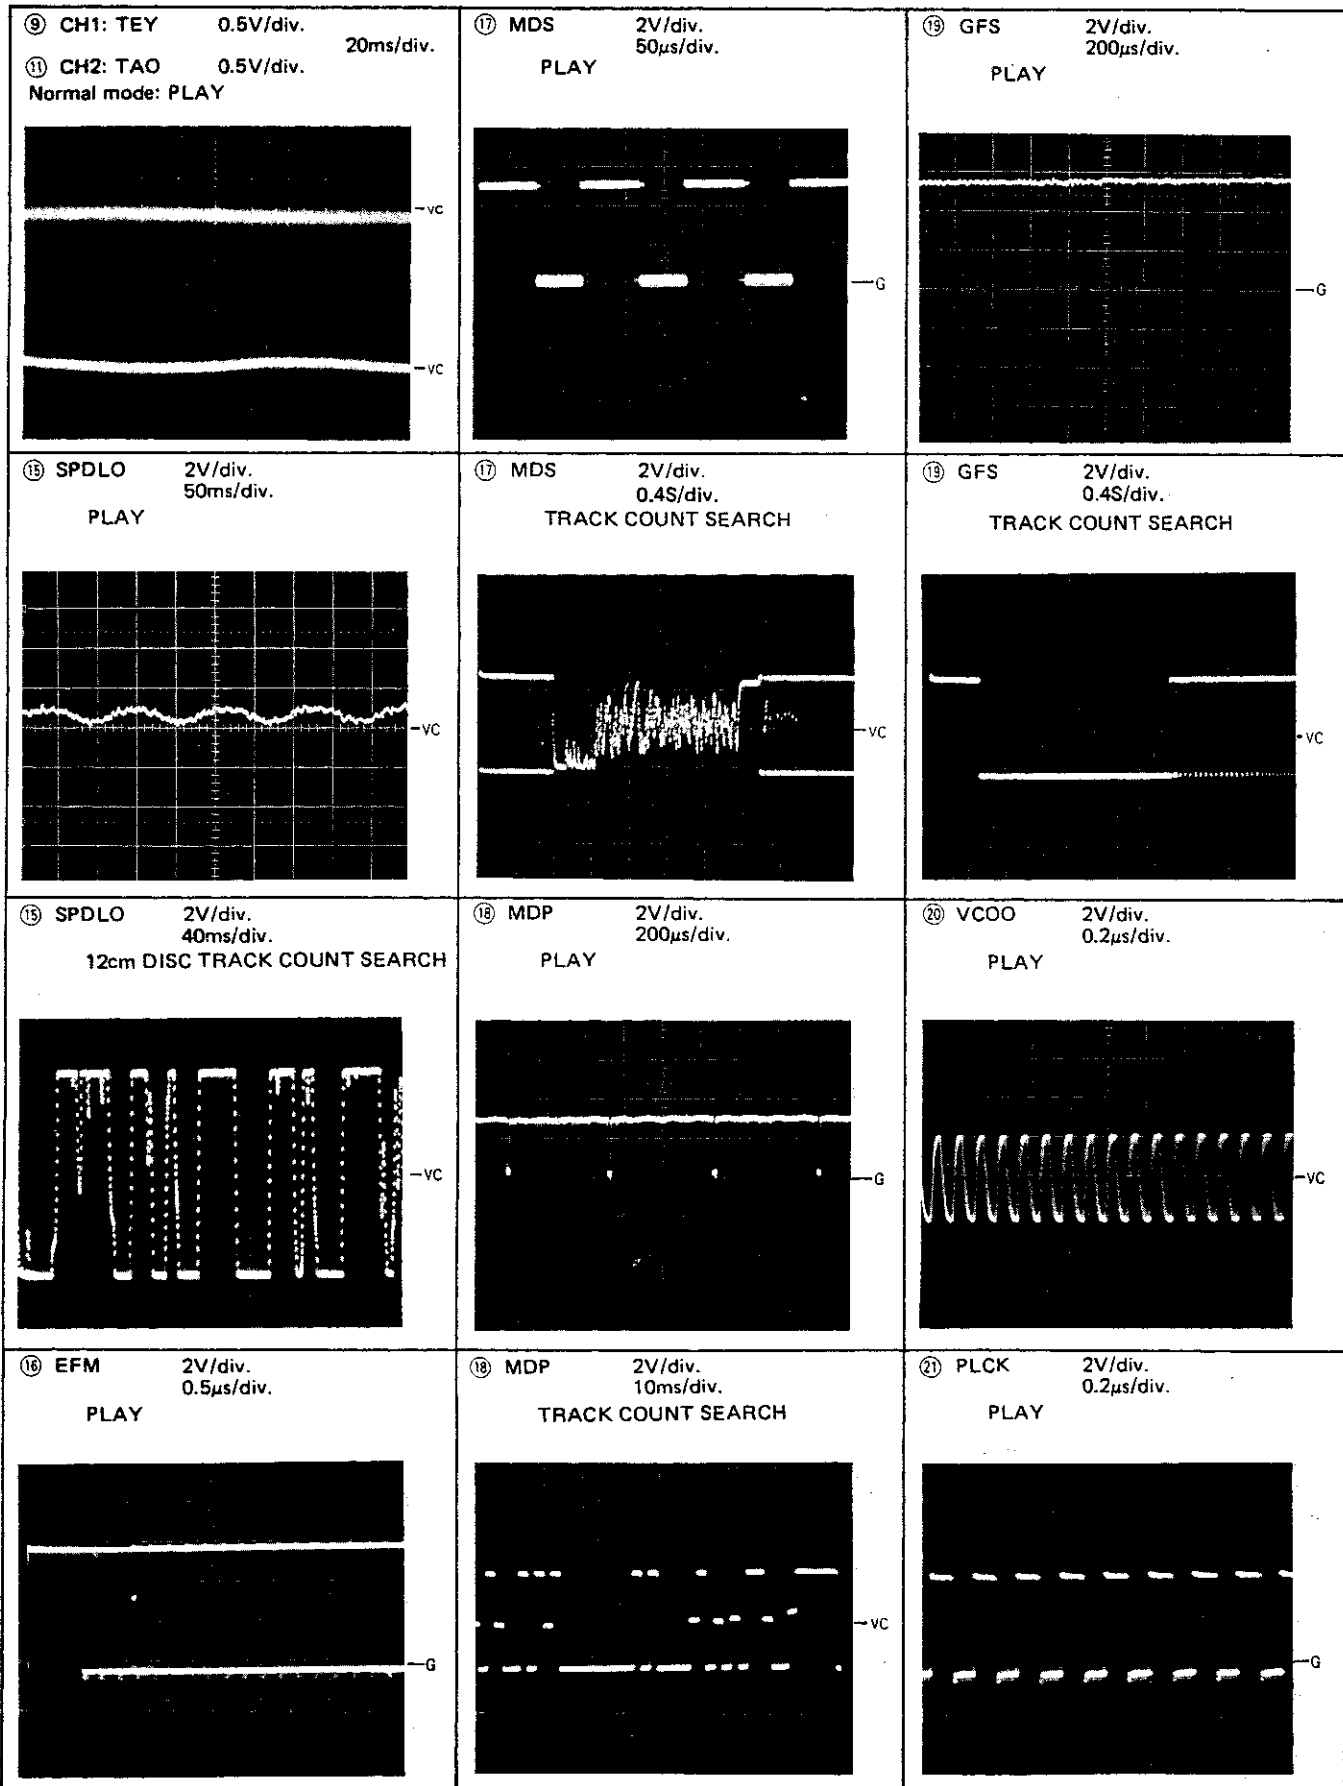 ⑨ CH1: TEY 0.5V/div.
20ms/div.
⑪ CH2: TAO 0.5V/div.
Normal mode: PLAY
VC
VC
⑰ MDS 2V/div.
50μs/div.
PLAY
G
⑲ GFS 2V/div.
200μs/div.
PLAY
G
⑮ SPDLO 2V/div.
50ms/div.
PLAY
VC
⑰ MDS 2V/div.
0.4S/div.
TRACK COUNT SEARCH
VC
⑲ GFS 2V/div.
0.4S/div.
TRACK COUNT SEARCH
VC
⑮ SPDLO 2V/div.
40ms/div.
12cm DISC TRACK COUNT SEARCH
VC
⑱ MDP 2V/div.
200μs/div.
PLAY
G
⑳ VCOO 2V/div.
0.2μs/div.
PLAY
VC
⑯ EFM 2V/div.
0.5μs/div.
PLAY
G
⑱ MDP 2V/div.
10ms/div.
TRACK COUNT SEARCH
VC
㉑ PLCK 2V/div.
0.2μs/div.
PLAY
G